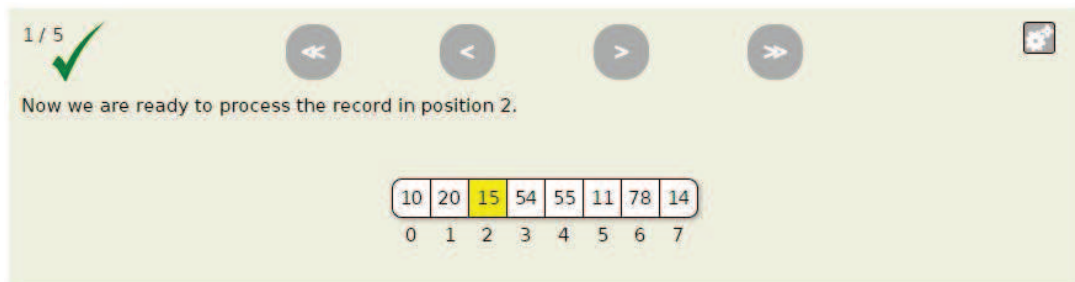 1 / 5
≪ < > ≫
Now we are ready to process the record in position 2.
10 20 15 54 55 11 78 14
0 1 2 3 4 5 6 7